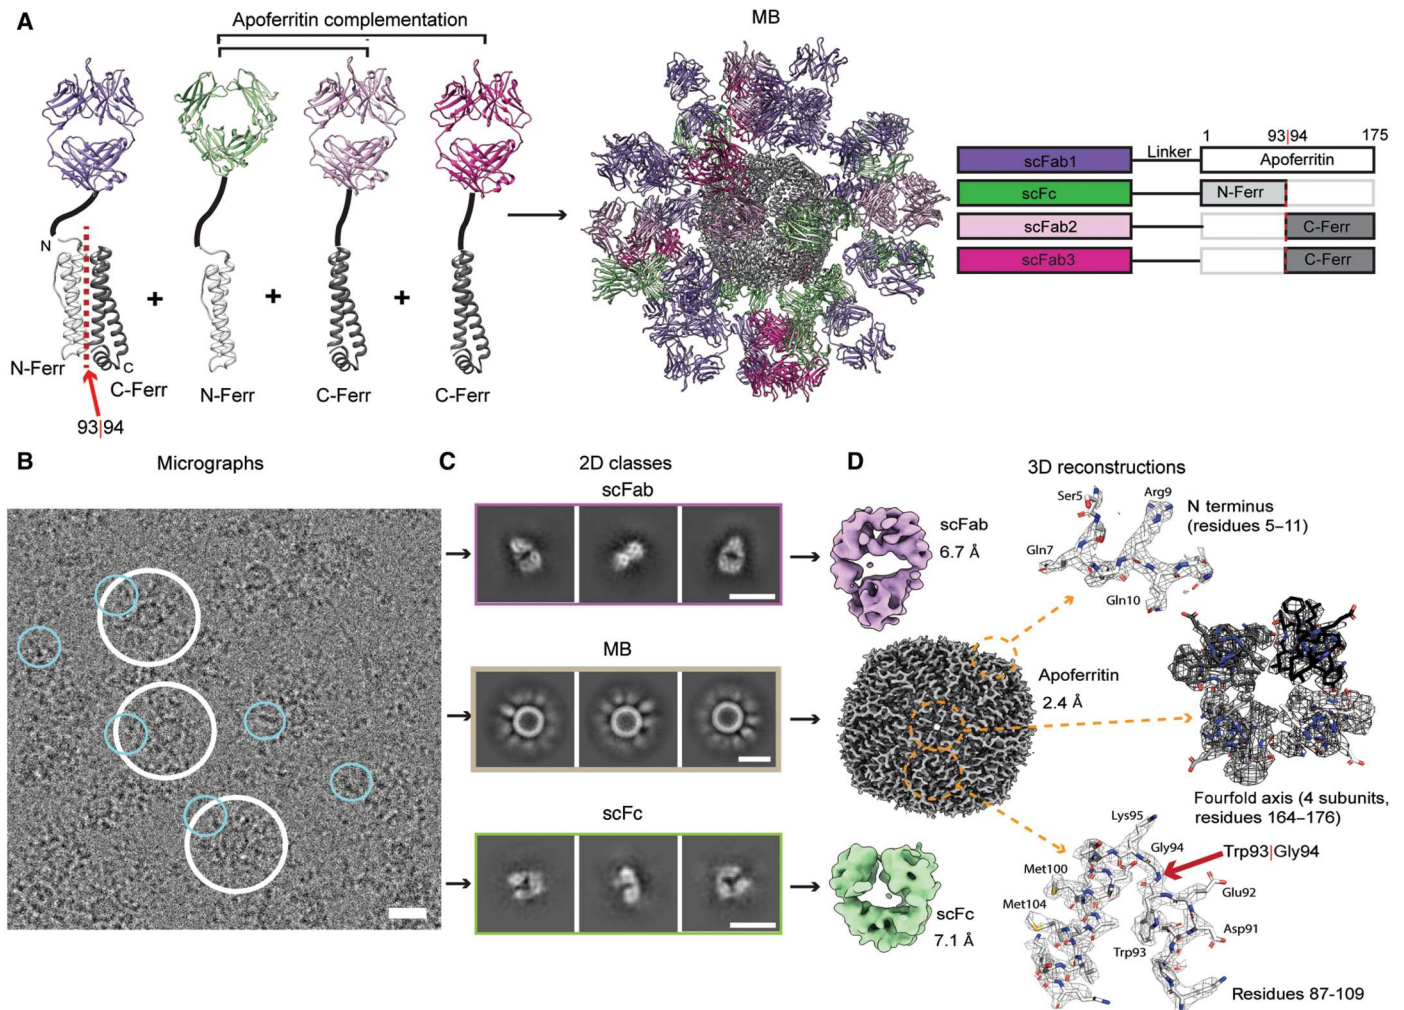 A
Apoferritin complementation
MB
N
C
N-Ferr
C-Ferr
93|94
+
N-Ferr
+
C-Ferr
+
C-Ferr
1
93|94
175
scFab1
Linker
Apoferritin
scFc
N-Ferr
scFab2
C-Ferr
scFab3
C-Ferr
B
Micrographs
C
2D classes
scFab
MB
scFc
D
3D reconstructions
scFab
6.7 Å
Ser5
Arg9
Gln7
Gln10
N terminus
(residues 5–11)
Apoferritin
2.4 Å
Fourfold axis (4 subunits,
residues 164–176)
scFc
7.1 Å
Lys95
Gly94
Trp93|Gly94
Met100
Glu92
Met104
Asp91
Trp93
Residues 87-109